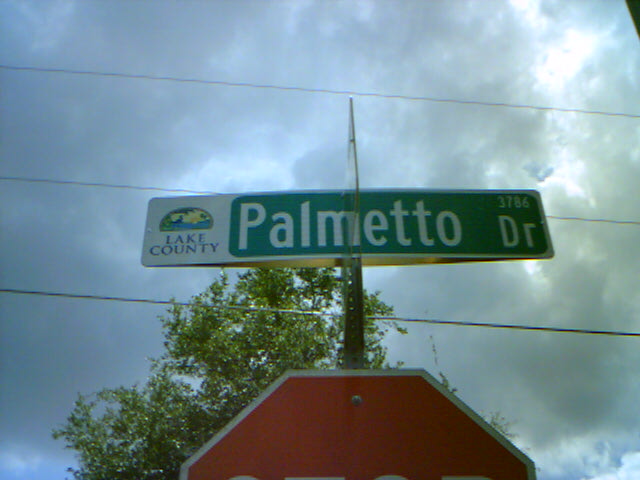 LAKE
COUNTY
Palmetto Dr
3786